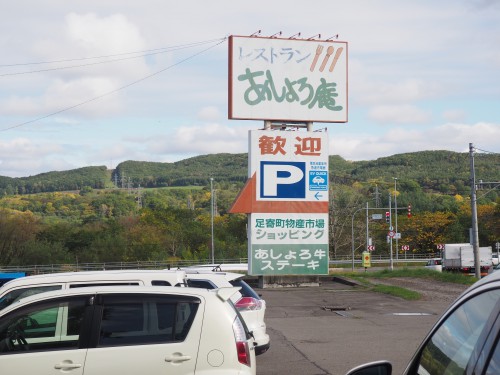 レストラン
あしょろ庵
歓迎
P
足寄町物産市場
ショッピング
あしょろ牛
ステーキ